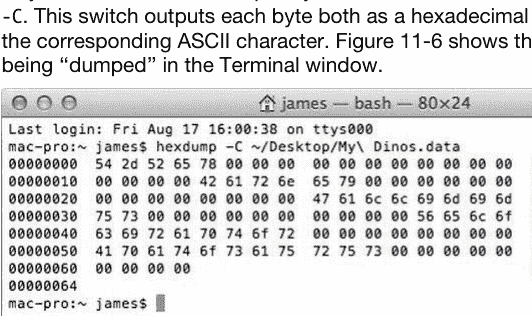 -C. This switch outputs each byte both as a hexadecimal
the corresponding ASCII character. Figure 11-6 shows th
being “dumped” in the Terminal window.
james — bash — 80×24
Last login: Fri Aug 17 16:00:38 on ttys000
mac-pro:~ james$ hexdump -C ~/Desktop/My\ Dinos.data
00000000 54 2d 52 65 78 00 00 00 00 00 00 00 00 00 00 00
00000010 00 00 00 00 42 61 72 6e 65 79 00 00 00 00 00 00
00000020 00 00 00 00 00 00 00 00 47 61 6c 6c 69 6d 69 6d
00000030 75 73 00 00 00 00 00 00 00 00 00 00 56 65 6c 6f
00000040 63 69 72 61 70 74 6f 72 00 00 00 00 00 00 00 00
00000050 41 70 61 74 6f 73 61 75 72 75 73 00 00 00 00 00
00000060 00 00 00 00
00000064
mac-pro:~ james$